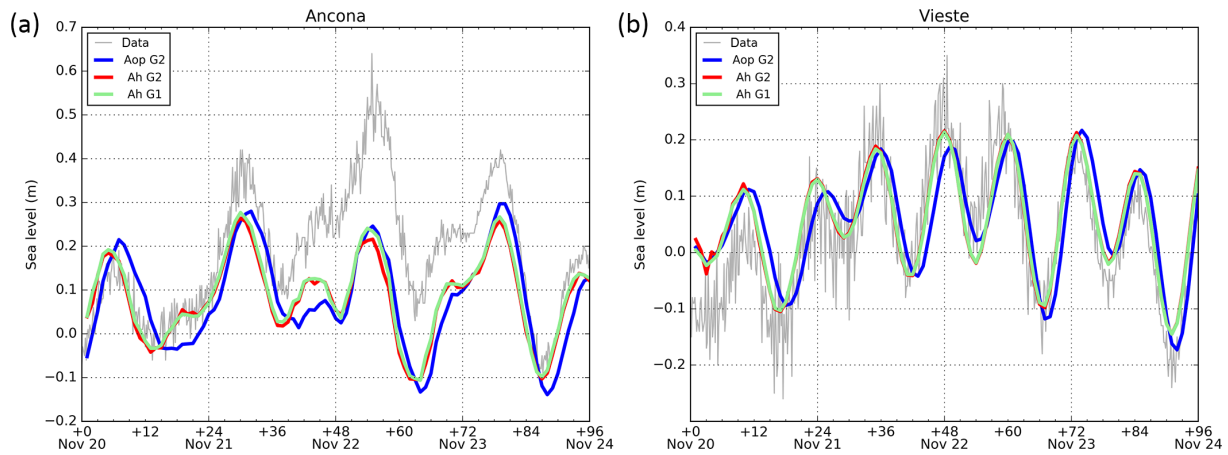 (a)
Ancona
Sea level (m)
0.7
0.6
0.5
0.4
0.3
0.2
0.1
0.0
−0.1
−0.2
Data
Aop G2
Ah G2
Ah G1
+0 +12 +24 +36 +48 +60 +72 +84 +96
Nov 20 Nov 21 Nov 22 Nov 23 Nov 24
(b)
Vieste
Sea level (m)
0.4
0.3
0.2
0.1
0.0
−0.1
−0.2
Data
Aop G2
Ah G2
Ah G1
+0 +12 +24 +36 +48 +60 +72 +84 +96
Nov 20 Nov 21 Nov 22 Nov 23 Nov 24